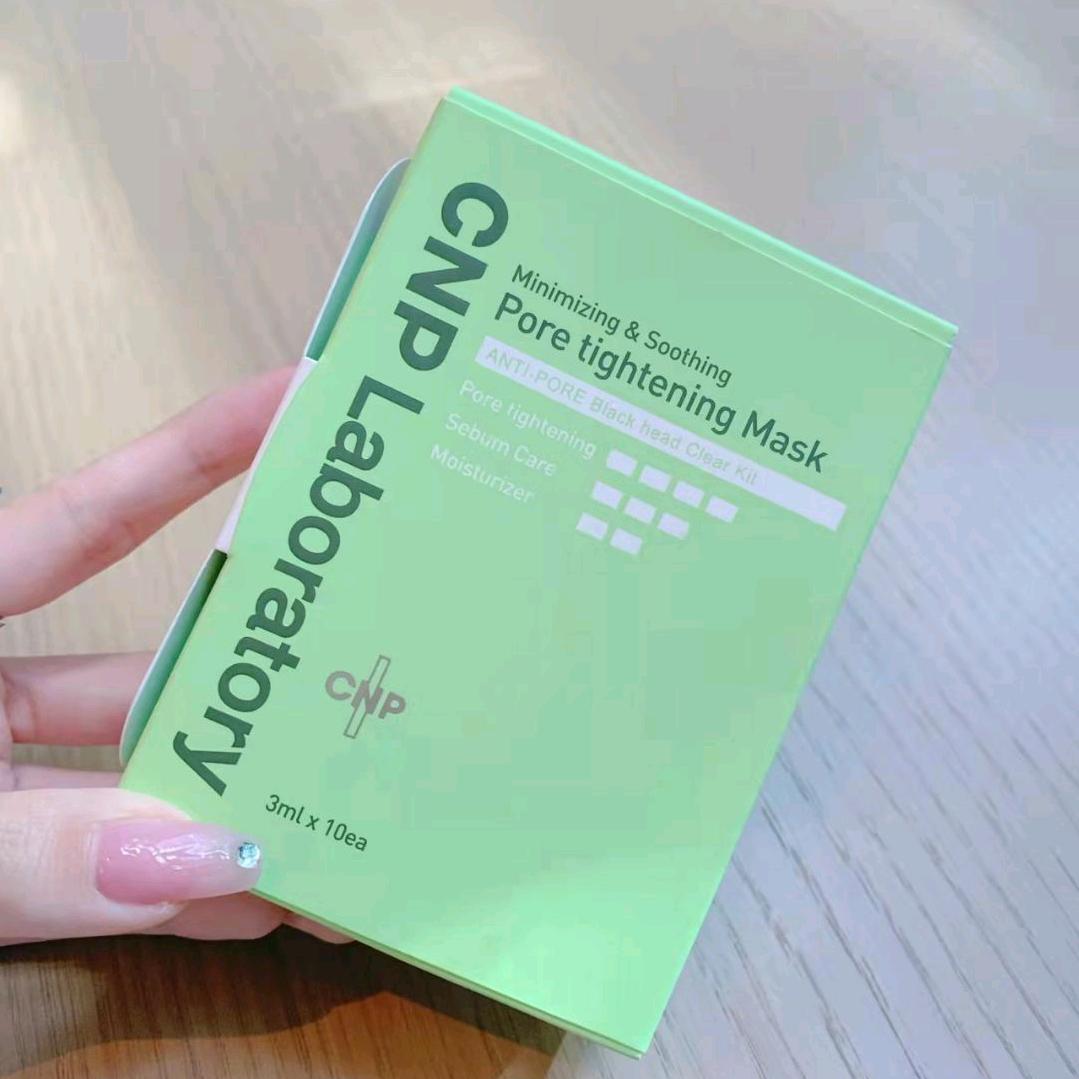 CNP Laboratory
Minimizing & Soothing
Pore tightening Mask
ANTI-PORE Black head Clear Kit
Pore tightening
Sebum Care
Moisturizer
CNP
3ml x 10ea